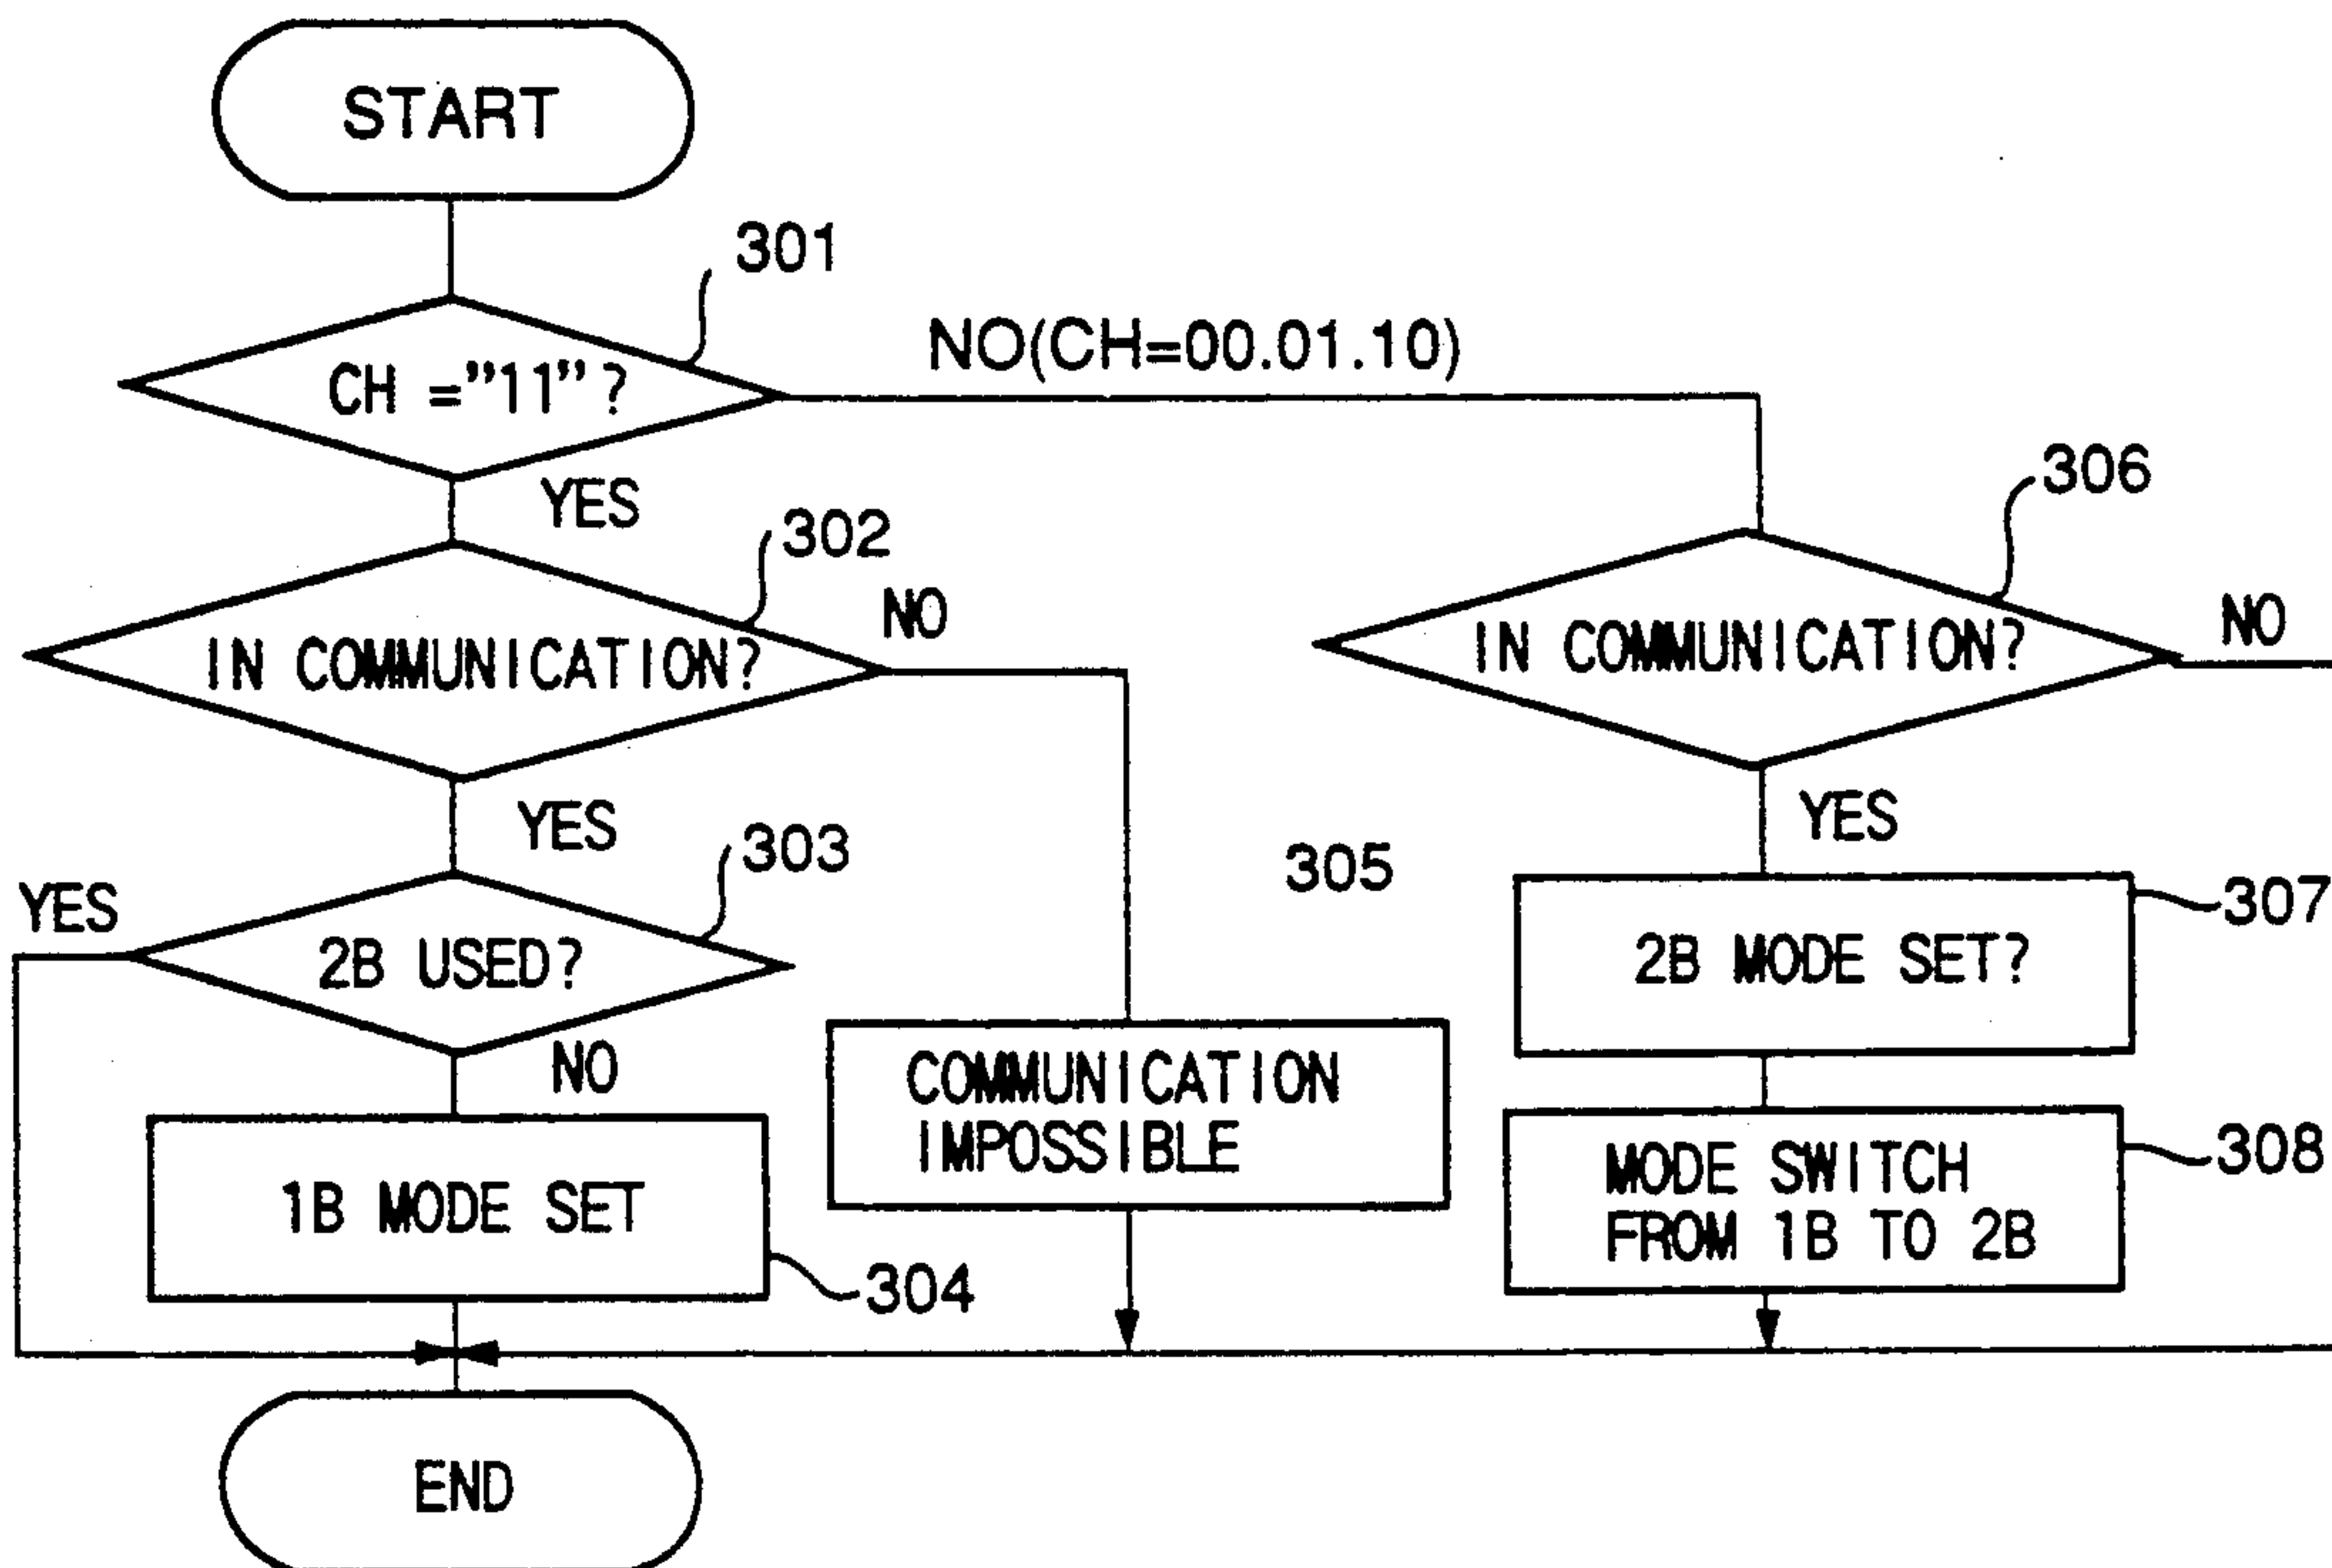 START
301
CH ="11"?
NO(CH=00.01.10)
YES
302
IN COMMUNICATION?
NO
306
IN COMMUNICATION?
NO
YES
303
YES
2B USED?
NO
305
YES
307
2B MODE SET?
COMMUNICATION
IMPOSSIBLE
1B MODE SET
304
308
MODE SWITCH
FROM 1B TO 2B
END